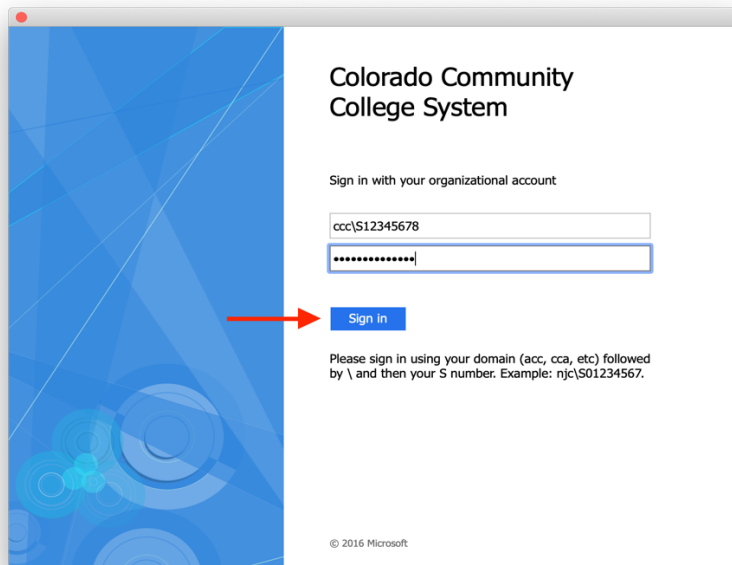 Colorado Community
College System
Sign in with your organizational account
ccc\S12345678
••••••••••••••
Sign in
Please sign in using your domain (acc, cca, etc) followed
by \ and then your S number. Example: njc\S01234567.
© 2016 Microsoft